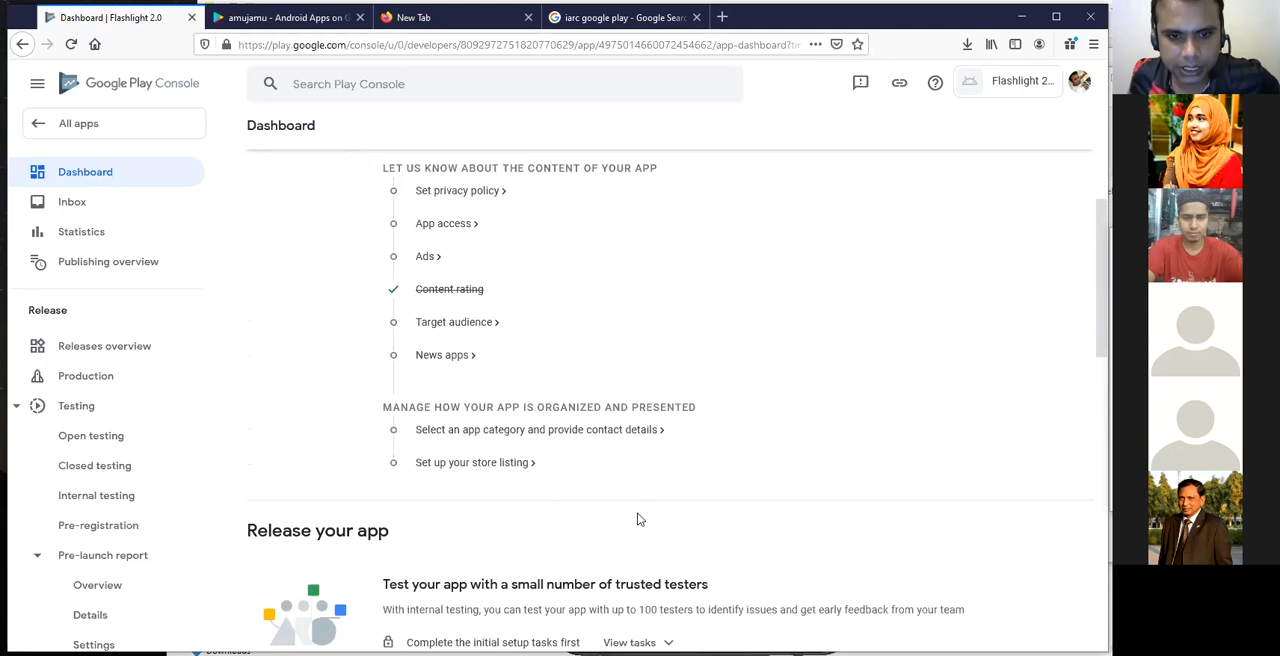 Dashboard | Flashlight 2.0
amujamu - Android Apps on G
New Tab
iarc google play - Google Sear
https://play.google.com/console/u/0/developers/8092972751820770629/app/4975014660072454662/app-dashboard?ti
Google Play Console
Search Play Console
Flashlight 2...
All apps
Dashboard
Dashboard
Inbox
Statistics
Publishing overview
Release
Releases overview
Production
Testing
Open testing
Closed testing
Internal testing
Pre-registration
Pre-launch report
Overview
Details
Settings
LET US KNOW ABOUT THE CONTENT OF YOUR APP
Set privacy policy
App access
Ads
Content rating
Target audience
News apps
MANAGE HOW YOUR APP IS ORGANIZED AND PRESENTED
Select an app category and provide contact details
Set up your store listing
Release your app
Test your app with a small number of trusted testers
With internal testing, you can test your app with up to 100 testers to identify issues and get early feedback from your team
Complete the initial setup tasks first View tasks